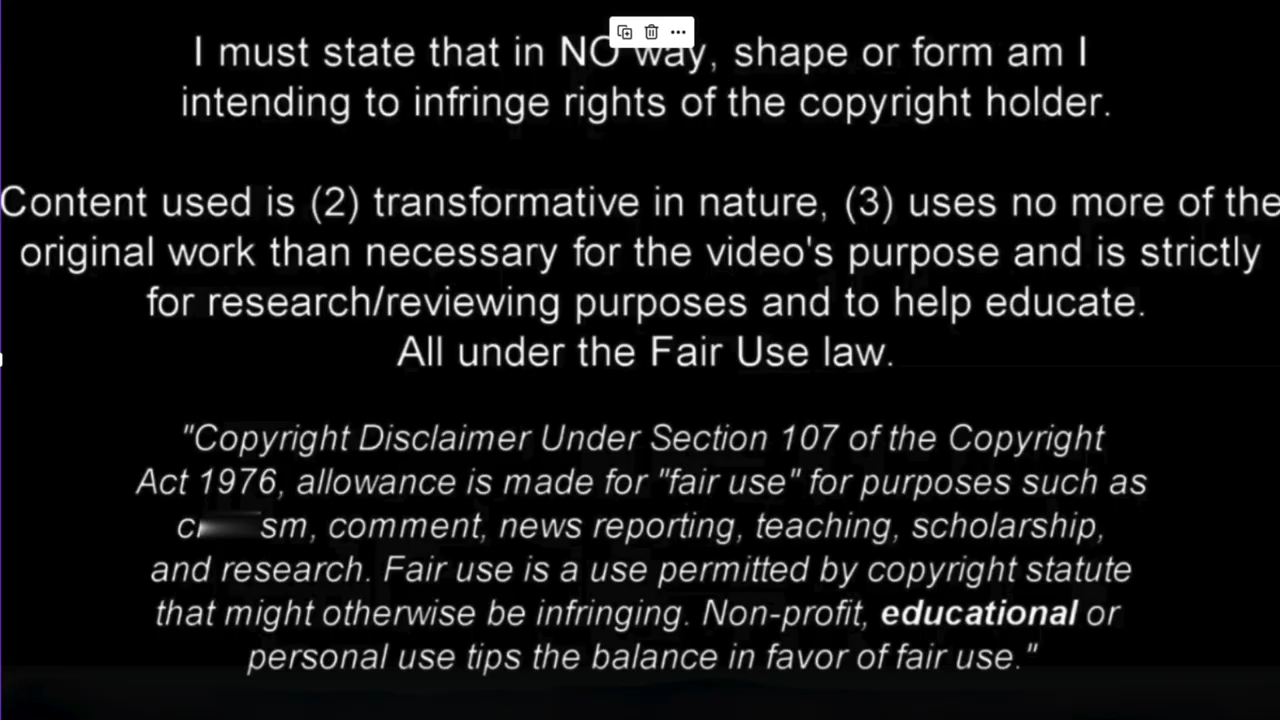 I must state that in NO way, shape or form am I
intending to infringe rights of the copyright holder.
Content used is (2) transformative in nature, (3) uses no more of the
original work than necessary for the video's purpose and is strictly
for research/reviewing purposes and to help educate.
All under the Fair Use law.
"Copyright Disclaimer Under Section 107 of the Copyright
Act 1976, allowance is made for "fair use" for purposes such as
comment, news reporting, teaching, scholarship,
and research. Fair use is a use permitted by copyright statute
that might otherwise be infringing. Non-profit, educational or
personal use tips the balance in favor of fair use."